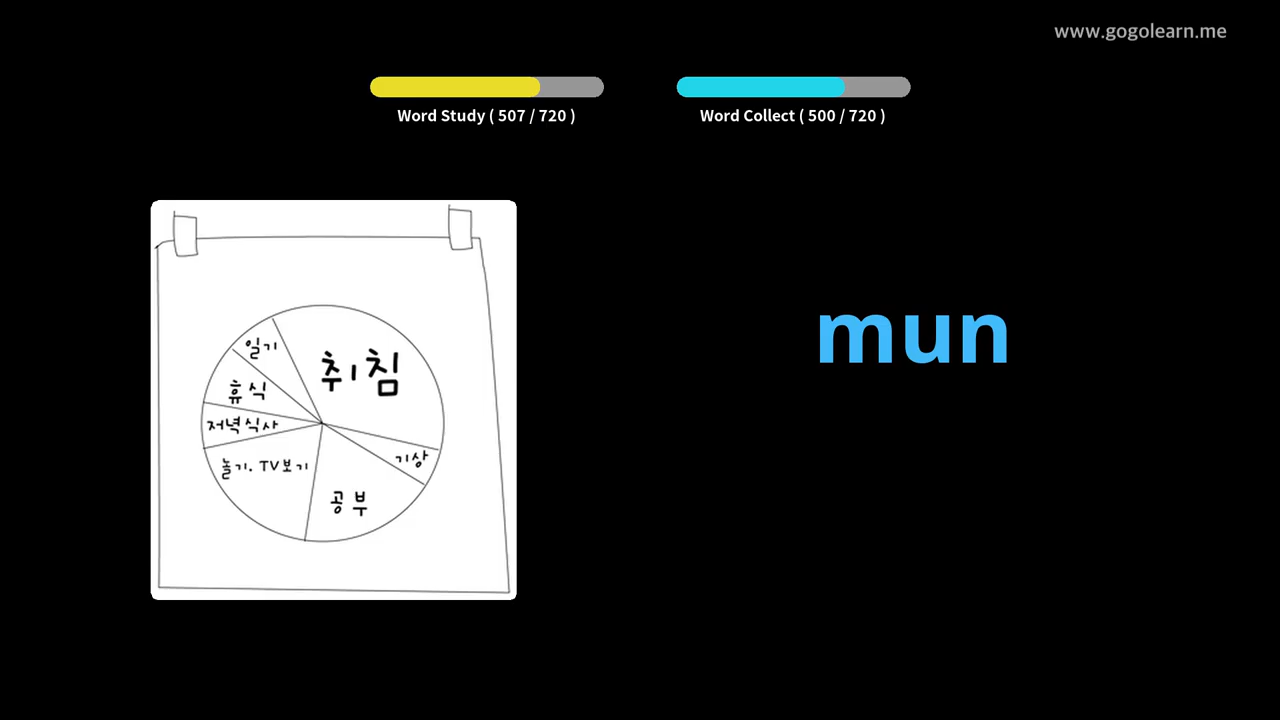 www.gogolearn.me
Word Study ( 507 / 720 )
Word Collect ( 500 / 720 )
mun
일기
취침
휴식
저녁식사
기상
놀기. TV보기
공부